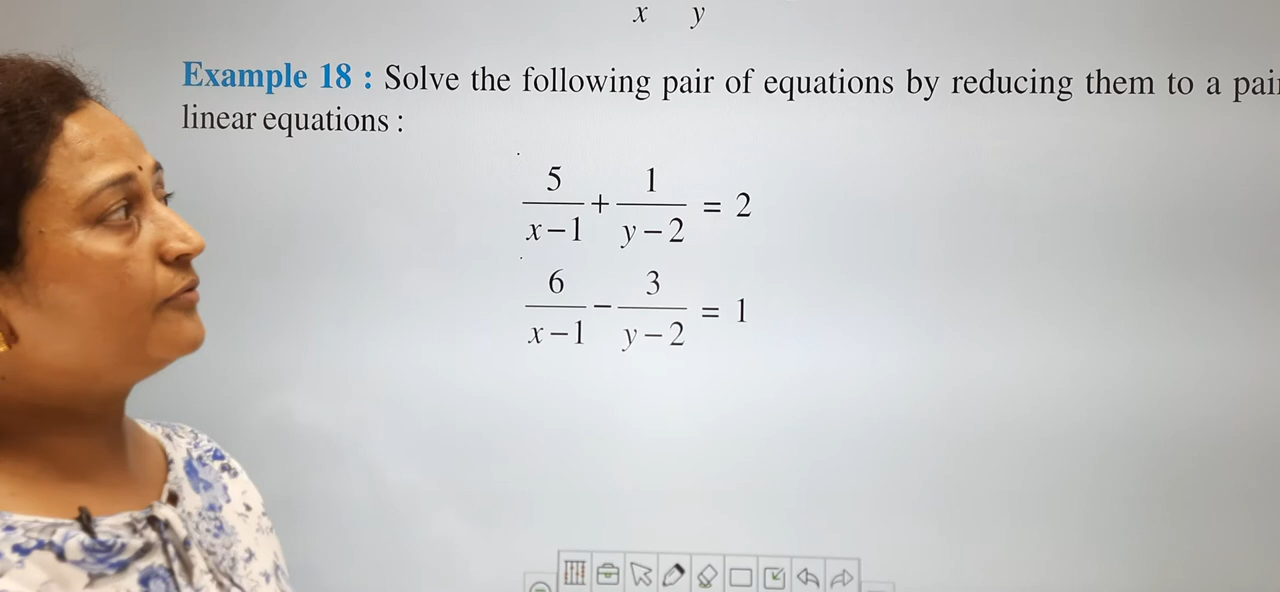 x y
Example 18 : Solve the following pair of equations by reducing them to a
linear equations :
5/(x−1) + 1/(y−2) = 2
6/(x−1) − 3/(y−2) = 1